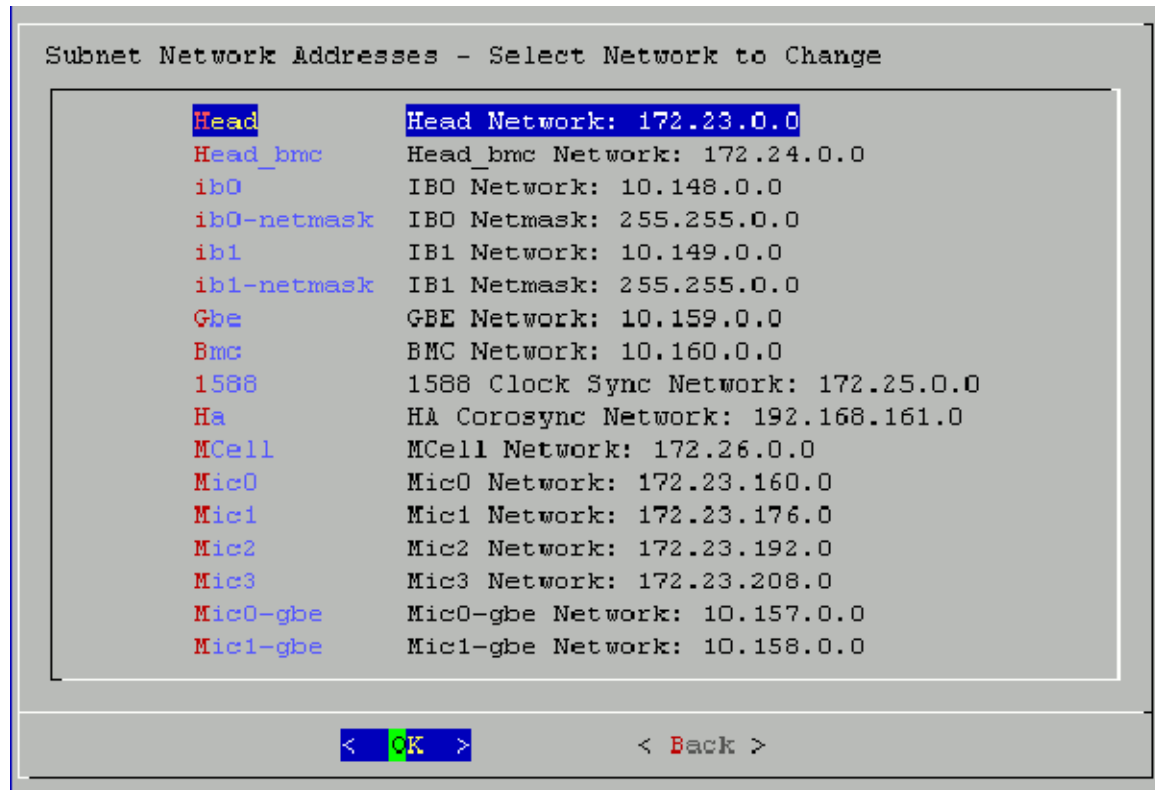 Subnet Network Addresses - Select Network to Change
Head Head Network: 172.23.0.0
Head_bmc Head_bmc Network: 172.24.0.0
ib0 IB0 Network: 10.148.0.0
ib0-netmask IB0 Netmask: 255.255.0.0
ib1 IB1 Network: 10.149.0.0
ib1-netmask IB1 Netmask: 255.255.0.0
Gbe GBE Network: 10.159.0.0
Bmc BMC Network: 10.160.0.0
1588 1588 Clock Sync Network: 172.25.0.0
Ha HA Corosync Network: 192.168.161.0
MCell MCell Network: 172.26.0.0
Mic0 Mic0 Network: 172.23.160.0
Mic1 Mic1 Network: 172.23.176.0
Mic2 Mic2 Network: 172.23.192.0
Mic3 Mic3 Network: 172.23.208.0
Mic0-gbe Mic0-gbe Network: 10.157.0.0
Mic1-gbe Mic1-gbe Network: 10.158.0.0
< OK > < Back >